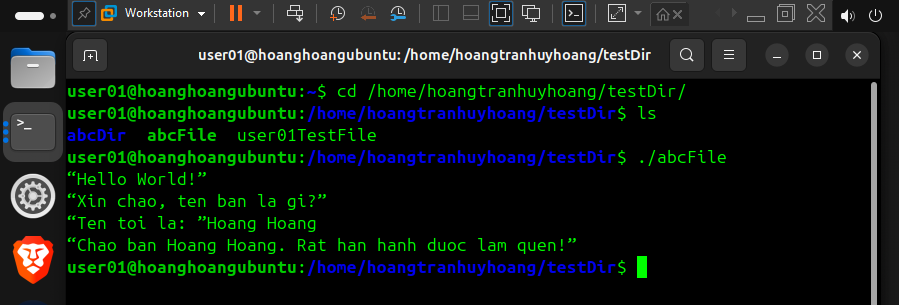 Workstation
user01@hoanghoangubuntu: /home/hoangtranhuyhoang/testDir
user01@hoanghoangubuntu:~$ cd /home/hoangtranhuyhoang/testDir/
user01@hoanghoangubuntu:/home/hoangtranhuyhoang/testDir$ ls
abcDir  abcFile  user01TestFile
user01@hoanghoangubuntu:/home/hoangtranhuyhoang/testDir$ ./abcFile
“Hello World!”
“Xin chao, ten ban la gi?”
“Ten toi la: ”Hoang Hoang
“Chao ban Hoang Hoang. Rat han hanh duoc lam quen!”
user01@hoanghoangubuntu:/home/hoangtranhuyhoang/testDir$